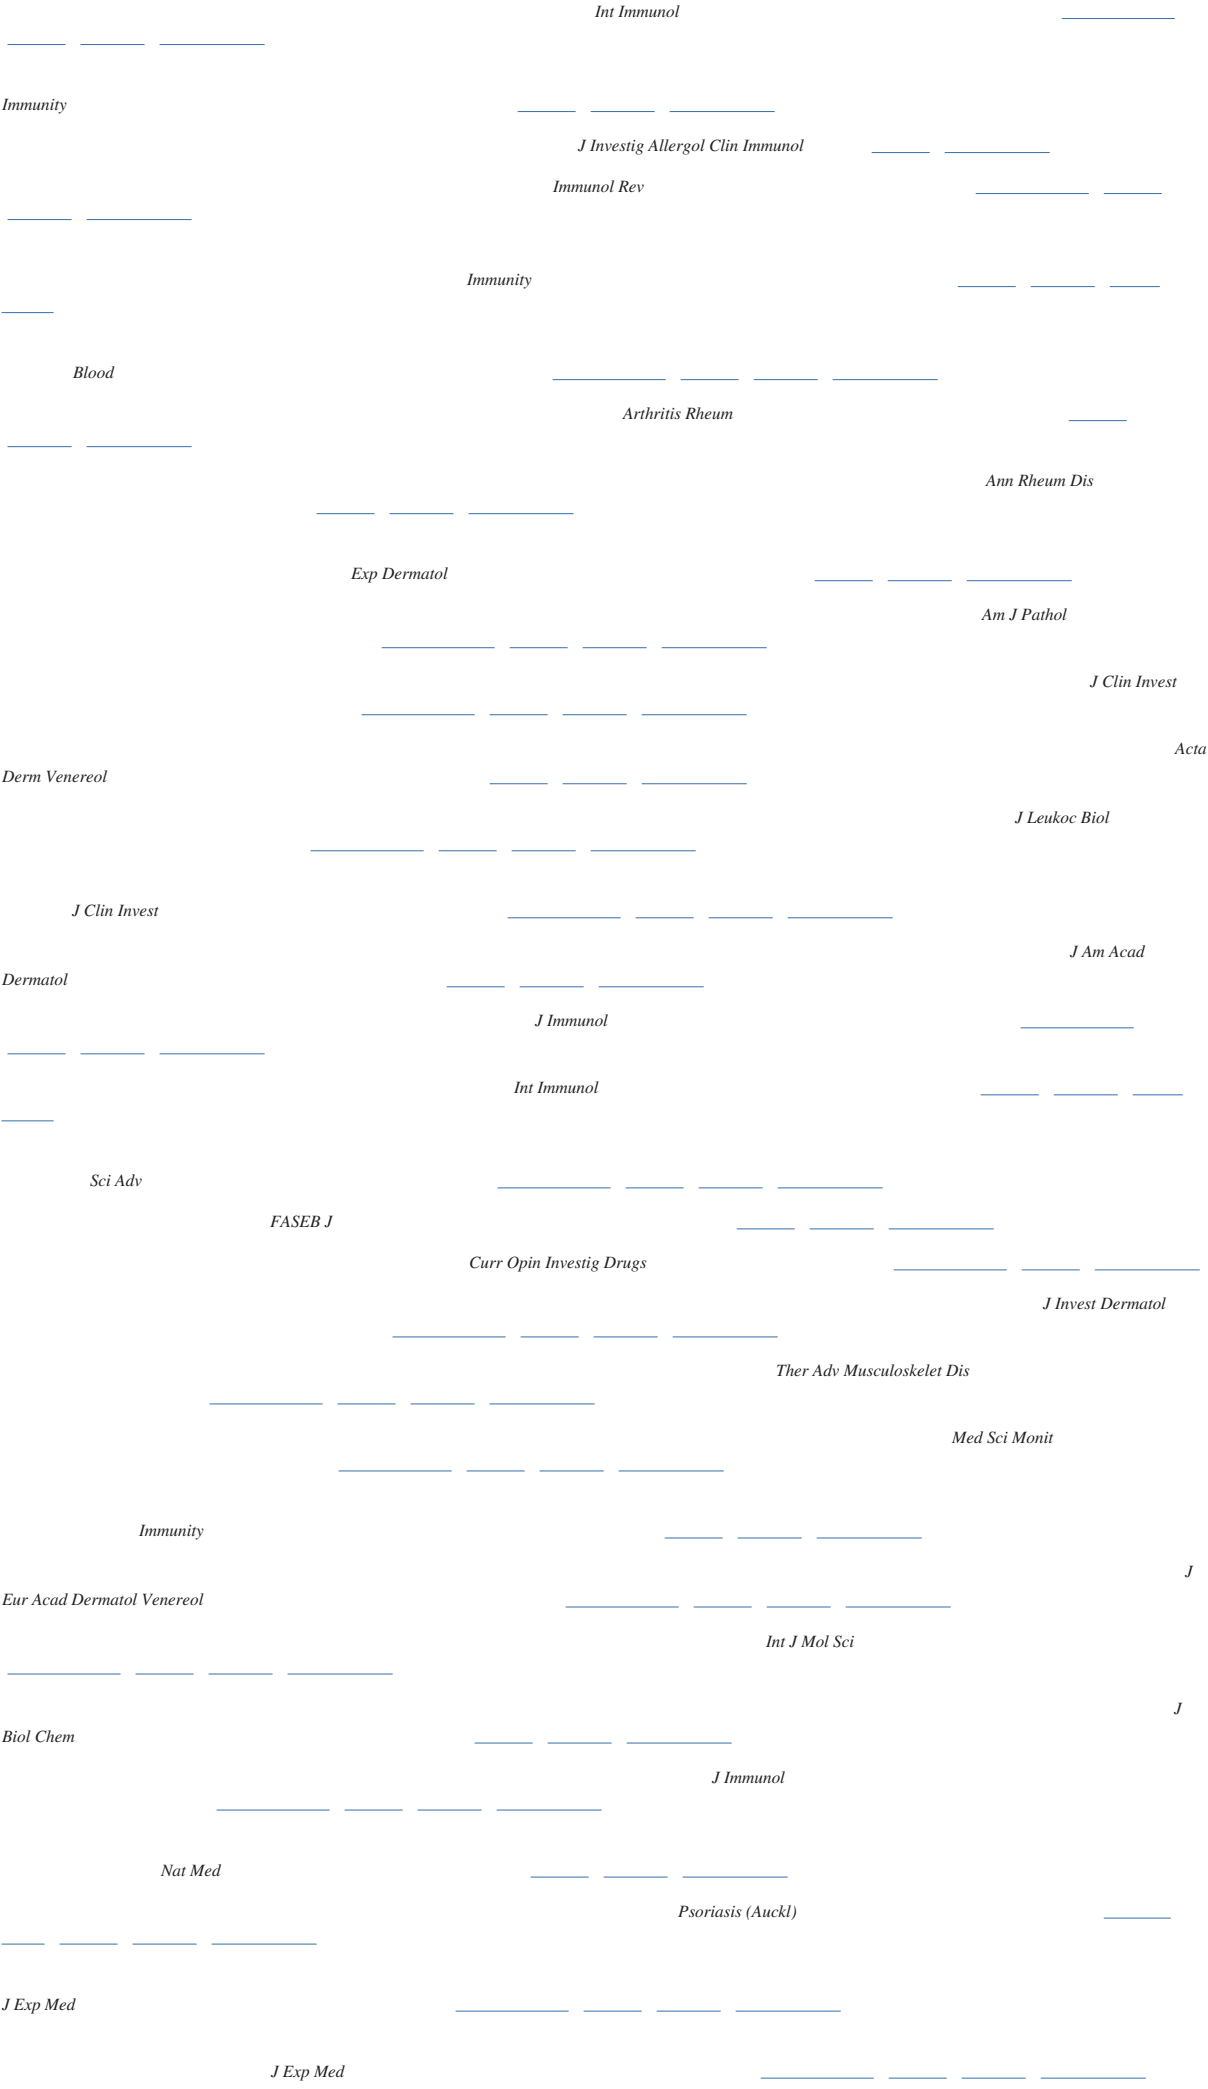 Int Immunol
Immunity
J Investig Allergol Clin Immunol
Immunol Rev
Immunity
Blood
Arthritis Rheum
Ann Rheum Dis
Exp Dermatol
Am J Pathol
J Clin Invest
Acta
Derm Venereol
J Leukoc Biol
J Clin Invest
J Am Acad
Dermatol
J Immunol
Int Immunol
Sci Adv
FASEB J
Curr Opin Investig Drugs
J Invest Dermatol
Ther Adv Musculoskelet Dis
Med Sci Monit
Immunity
J
Eur Acad Dermatol Venereol
Int J Mol Sci
J
Biol Chem
J Immunol
Nat Med
Psoriasis (Auckl)
J Exp Med
J Exp Med